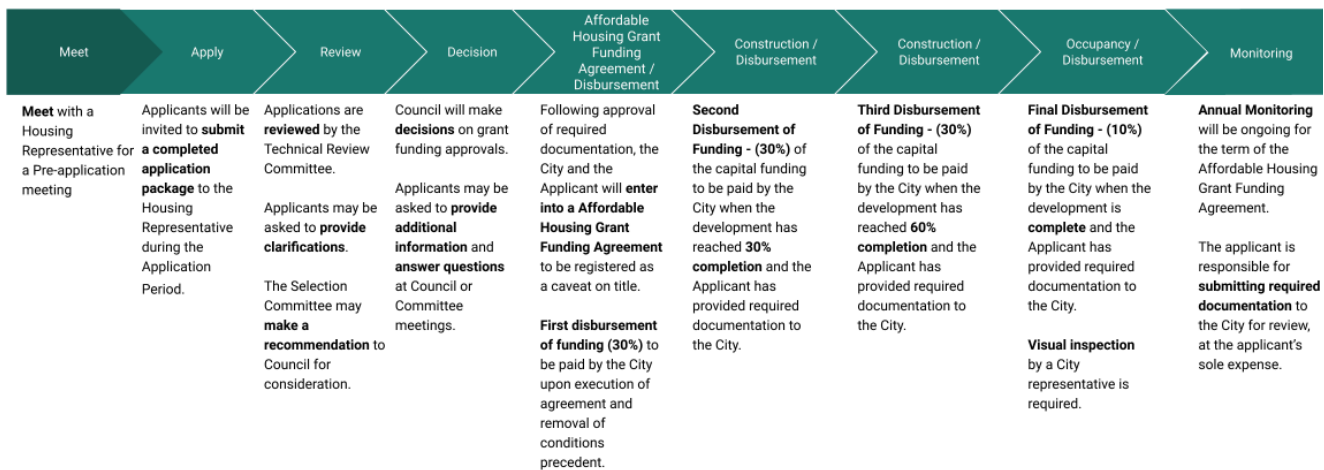 Meet
Apply
Review
Decision
Affordable
Housing Grant
Funding
Agreement /
Disbursement
Construction /
Disbursement
Construction /
Disbursement
Occupancy /
Disbursement
Monitoring
Meet with a
Housing
Representative for
a Pre-application
meeting
Applicants will be
invited to submit
a completed
application
package to the
Housing
Representative
during the
Application
Period.
Applications are
reviewed by the
Technical Review
Committee.
Applicants may be
asked to provide
clarifications.
The Selection
Committee may
make a
recommendation to
Council for
consideration.
Council will make
decisions on grant
funding approvals.
Applicants may be
asked to provide
additional
information and
answer questions
at Council or
Committee
meetings.
Following approval
of required
documentation, the
City and the
Applicant will enter
into a Affordable
Housing Grant
Funding Agreement
to be registered as
a caveat on title.
First disbursement
of funding (30%) to
be paid by the City
upon execution of
agreement and
removal of
conditions
precedent.
Second
Disbursement of
Funding - (30%) of
the capital funding
to be paid by the
City when the
development has
reached 30%
completion and the
Applicant has
provided required
documentation to
the City.
Third Disbursement
of Funding - (30%)
of the capital
funding to be paid
by the City when the
development has
reached 60%
completion and the
Applicant has
provided required
documentation to
the City.
Final Disbursement
of Funding - (10%)
of the capital
funding to be paid
by the City when the
development is
complete and the
Applicant has
provided required
documentation to
the City.
Visual inspection
by a City
representative is
required.
Annual Monitoring
will be ongoing for
the term of the
Affordable Housing
Grant Funding
Agreement.
The applicant is
responsible for
submitting required
documentation to
the City for review,
at the applicant's
sole expense.